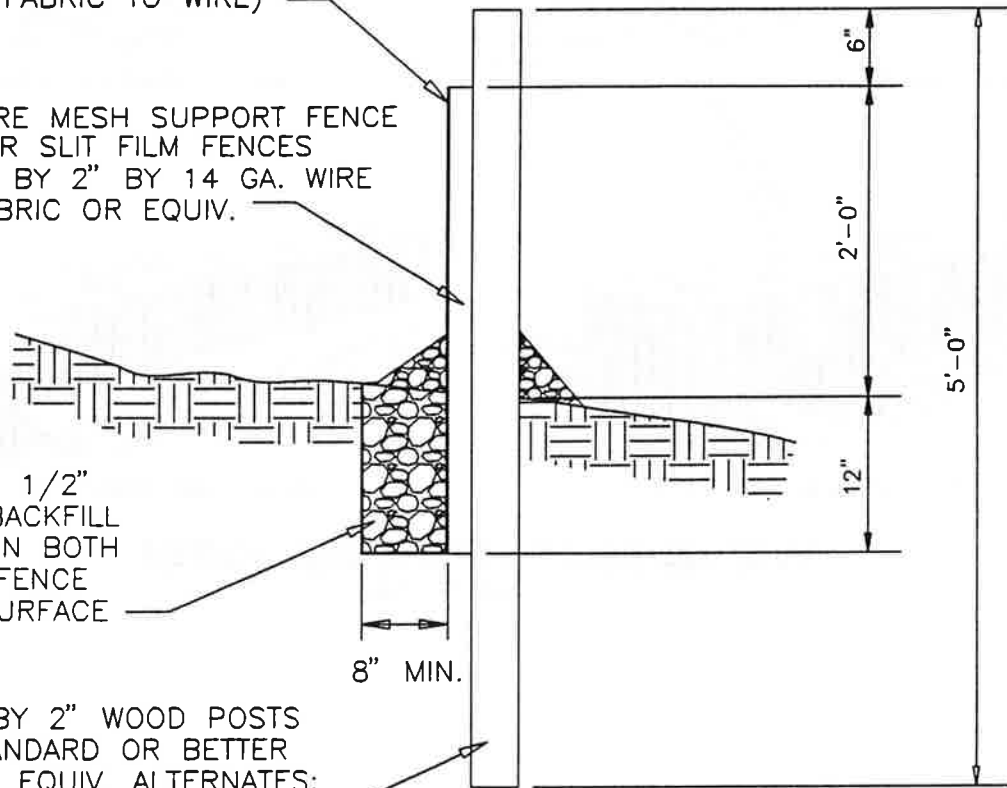 FABRIC TO WIRE)
RE MESH SUPPORT FENCE
R SLIT FILM FENCES
BY 2" BY 14 GA. WIRE
BRIC OR EQUIV.
1/2"
BACKFILL
N BOTH
FENCE
URFACE
8" MIN.
BY 2" WOOD POSTS
ANDARD OR BETTER
EQUIV. ALTERNATES:
6"
2'-0"
12"
5'-0"